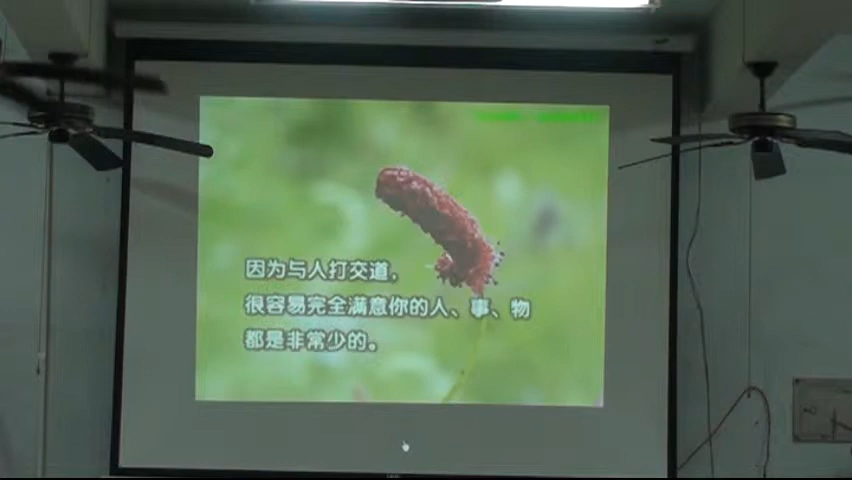 因为与人打交道，
很容易完全满意你的人、事、物
都是非常少的。